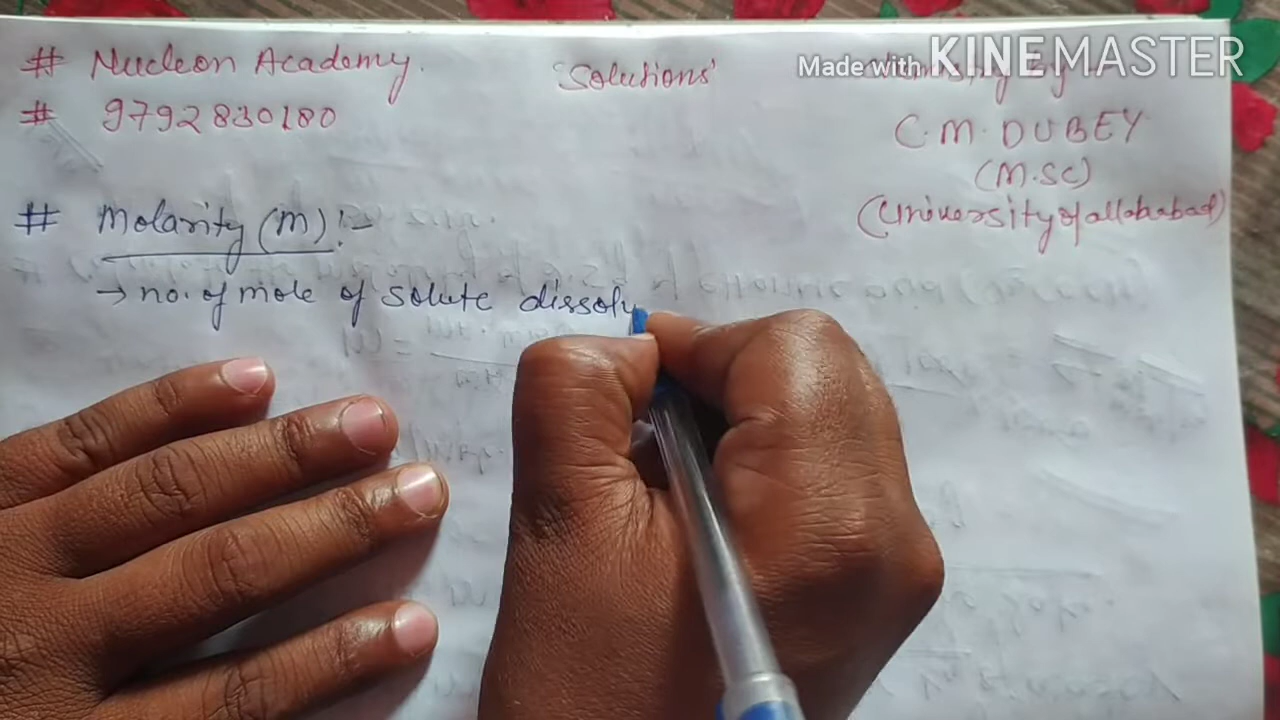 # Nucleon Academy.
'Solutions'
Made with KINEMASTER
# 9792830180
C.M. DUBEY
(M.SC)
(University of allahabad)
# Molarity (M) :-
→ no. of mole of solute dissolv